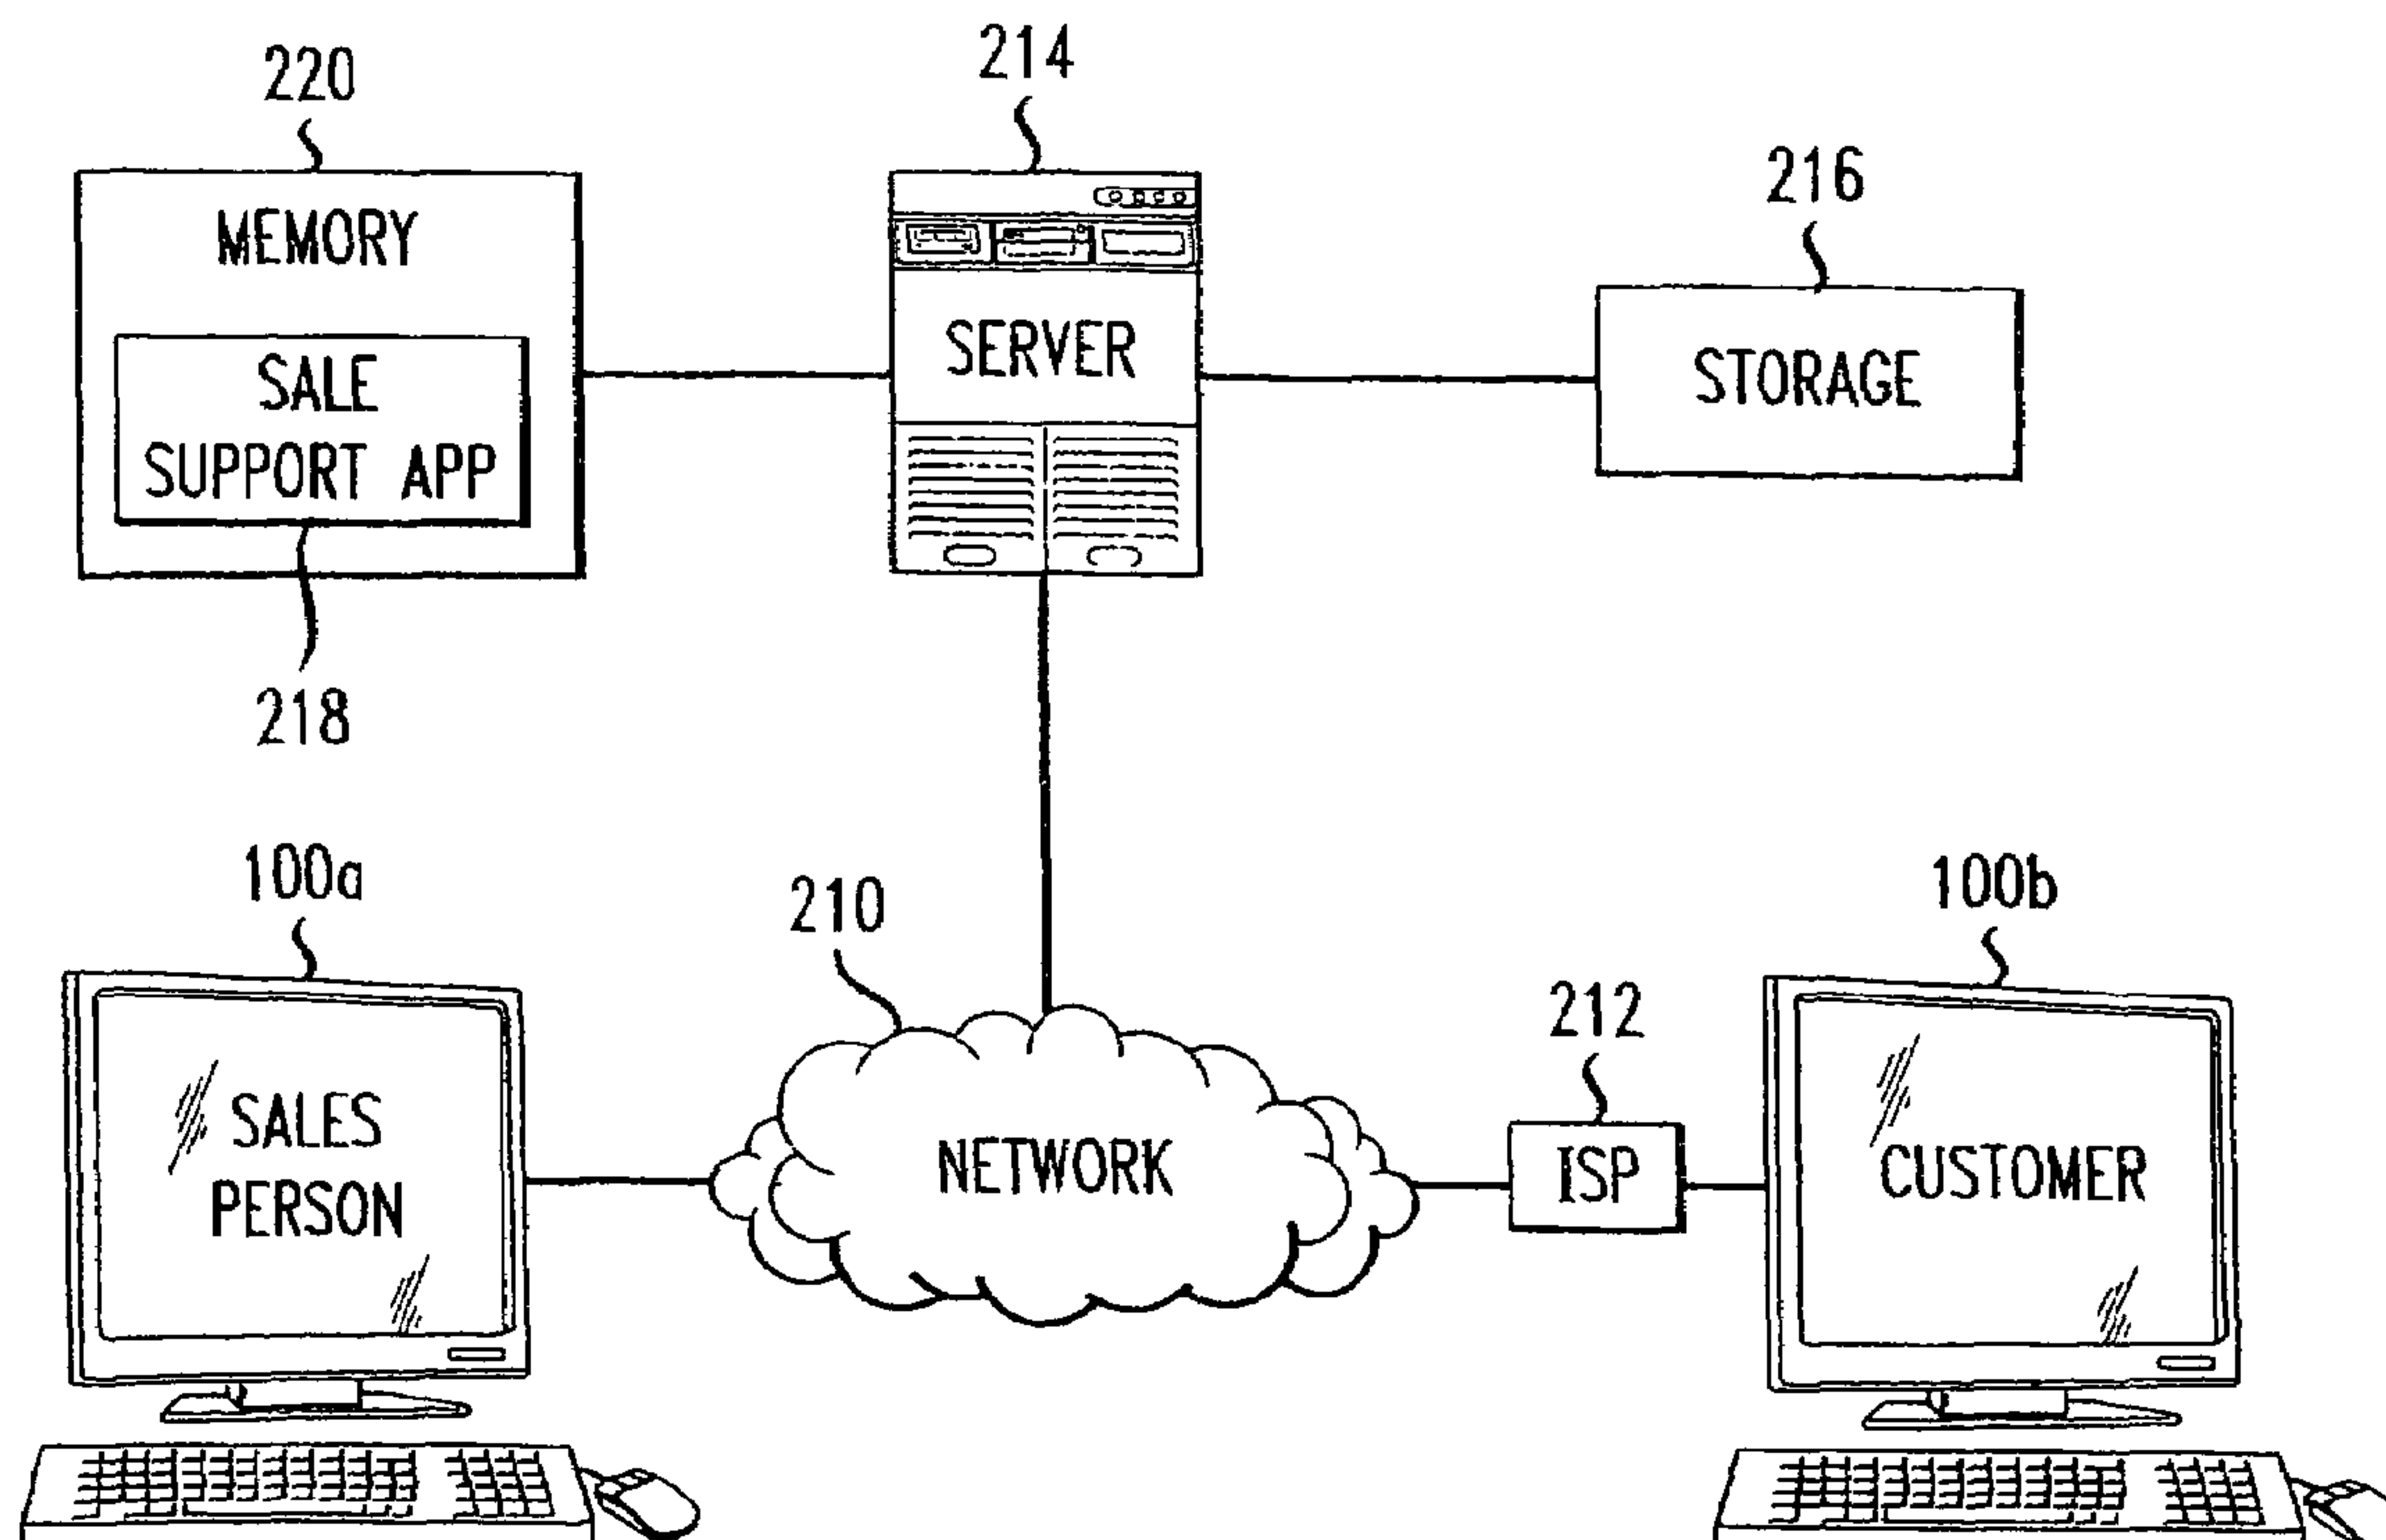 220
214
216
MEMORY
SALE
SUPPORT APP
SERVER
STORAGE
218
100a
210
100b
212
SALES
PERSON
NETWORK
ISP
CUSTOMER